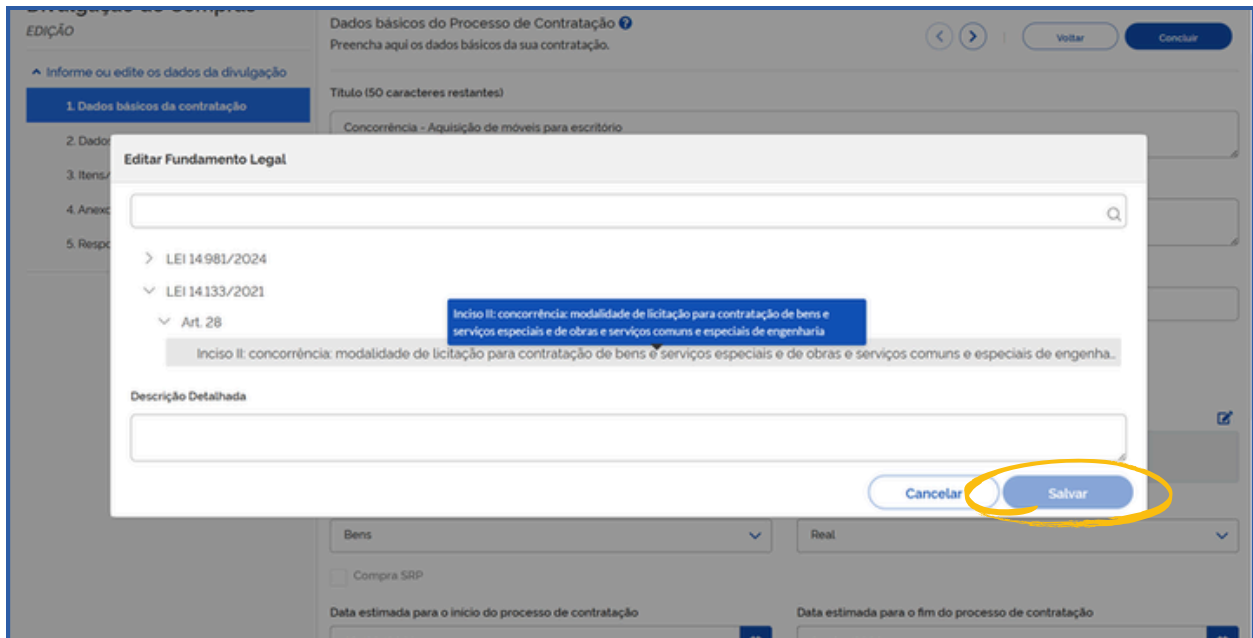 Divulgação de Compras
EDIÇÃO
Informe ou edite os dados da divulgação
1. Dados básicos da contratação
2. Dados
3. Itens/
4. Anexo
5. Respo
Dados básicos do Processo de Contratação
Preencha aqui os dados básicos da sua contratação.
Voltar
Concluir
Título (50 caracteres restantes)
Concorrência - Aquisição de móveis para escritório
Editar Fundamento Legal
LEI 14.981/2024
LEI 14.133/2021
Art. 28
Inciso II: concorrência: modalidade de licitação para contratação de bens e
serviços especiais e de obras e serviços comuns e especiais de engenharia
Inciso II: concorrência: modalidade de licitação para contratação de bens e serviços especiais e de obras e serviços comuns e especiais de engenha...
Descrição Detalhada
Cancelar
Salvar
Bens
Real
Compra SRP
Data estimada para o início do processo de contratação
Data estimada para o fim do processo de contratação